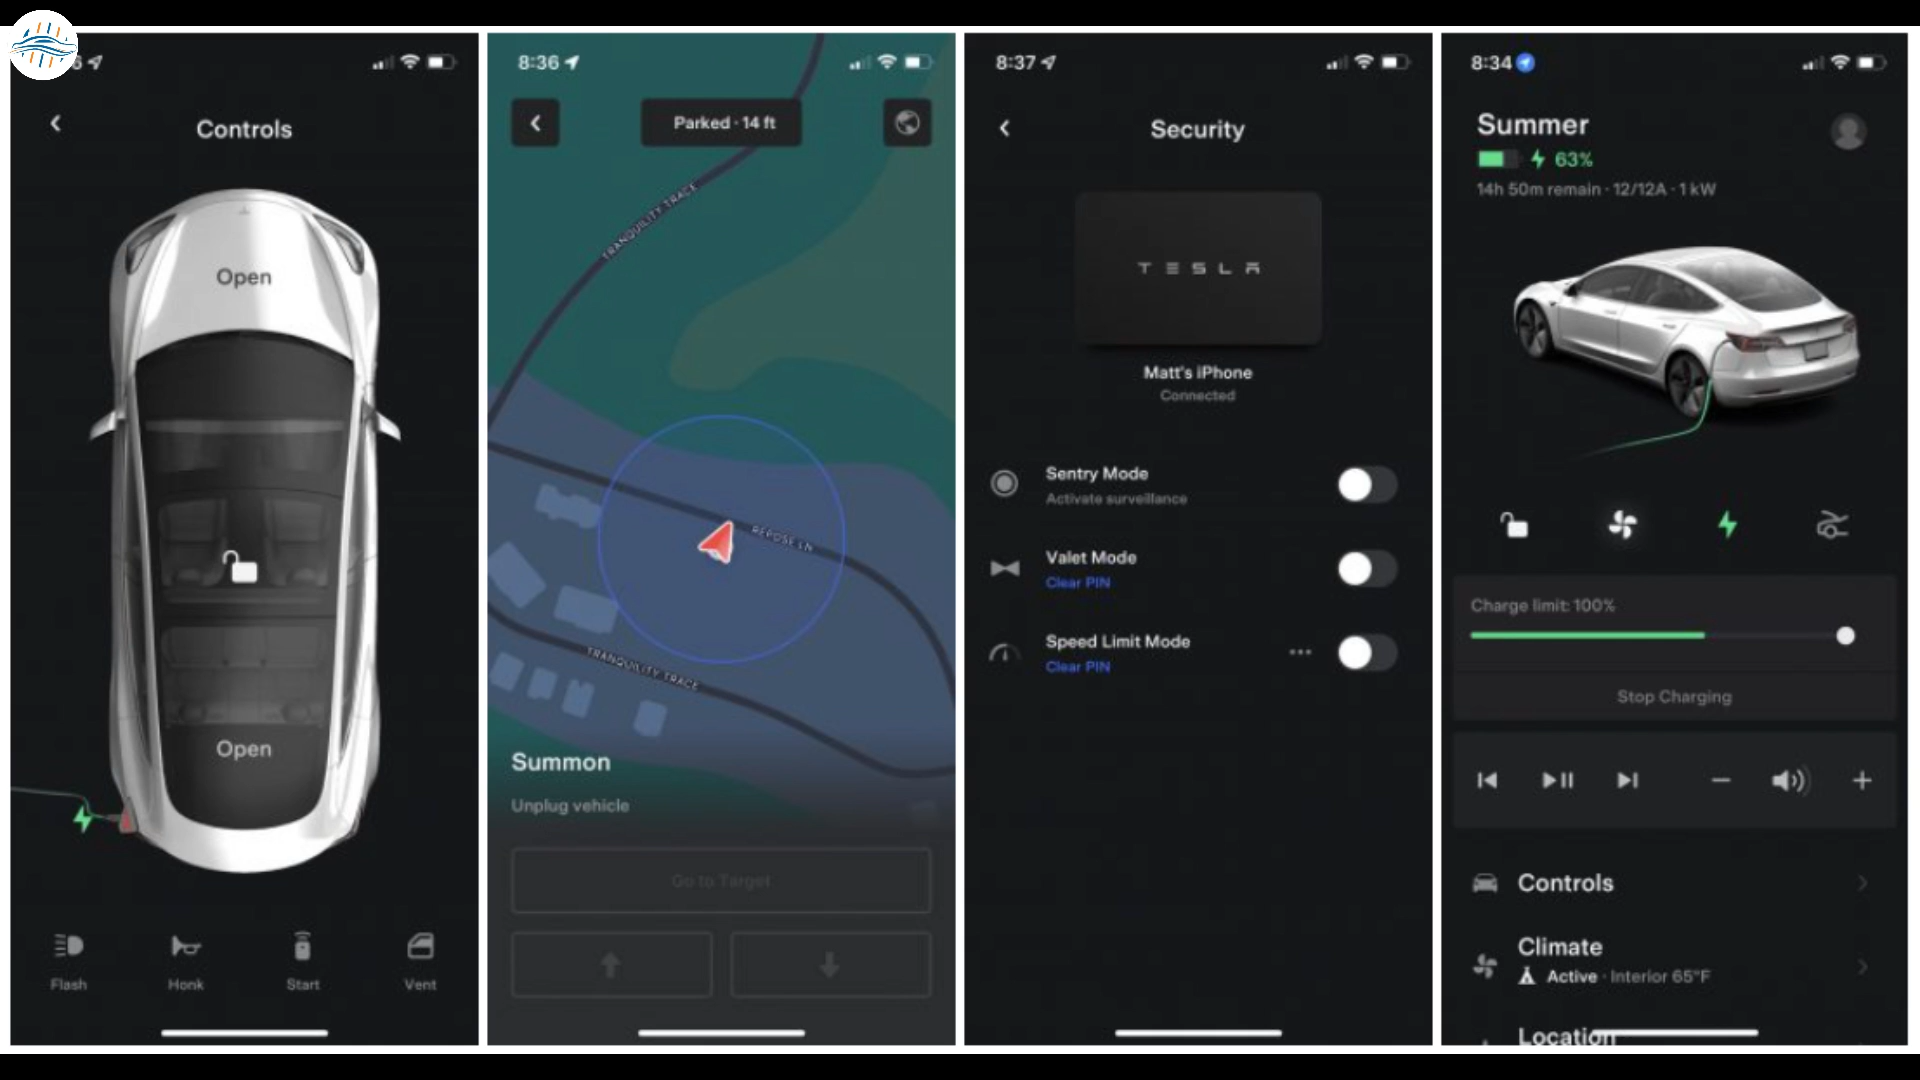 6
Controls
Open
Open
Flash
Honk
Start
Vent
8:36
Parked · 14 ft
TRANQUILITY TRACE
REPOSE LN
TRANQUILITY TRACE
Summon
Unplug vehicle
Go to Target
8:37
Security
TESLA
Matt's iPhone
Connected
Sentry Mode
Activate surveillance
Valet Mode
Clear PIN
Speed Limit Mode
Clear PIN
8:34
Summer
63%
14h 50m remain · 12/12A · 1 kW
Charge limit: 100%
Stop Charging
Controls
Climate
Active · Interior 65°F
Location